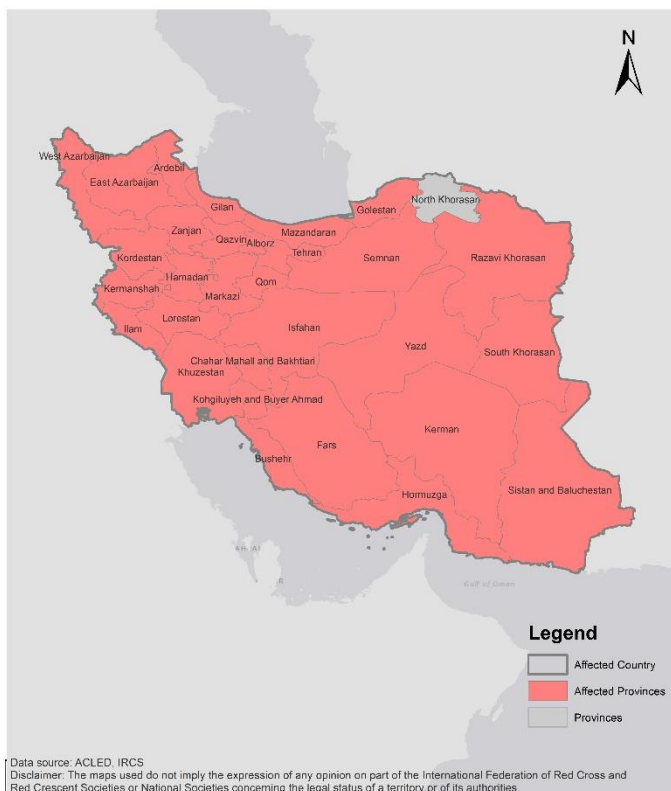 N
West Azarbaijan
Ardebil
East Azarbaijan
Gilan
Golestan
North Khorasan
Mazandaran
Zanjan
Qazvin
Alborz
Tehran
Semnan
Razavi Khorasan
Kordestan
Hamadan
Qom
Kermanshah
Markazi
Lorestan
Ilam
Isfahan
Yazd
South Khorasan
Chahar Mahall and Bakhtiari
Khuzestan
Kohgiluyeh and Buyer Ahmad
Kerman
Fars
Bushehr
Hormuzga
Sistan and Baluchestan
Gulf of Oman
Legend
Affected Country
Affected Provinces
Provinces
Data source: ACLED, IRCS
Disclaimer: The maps used do not imply the expression of any opinion on part of the International Federation of Red Cross and
Red Crescent Societies or National Societies concerning the legal status of a territory or of its authorities